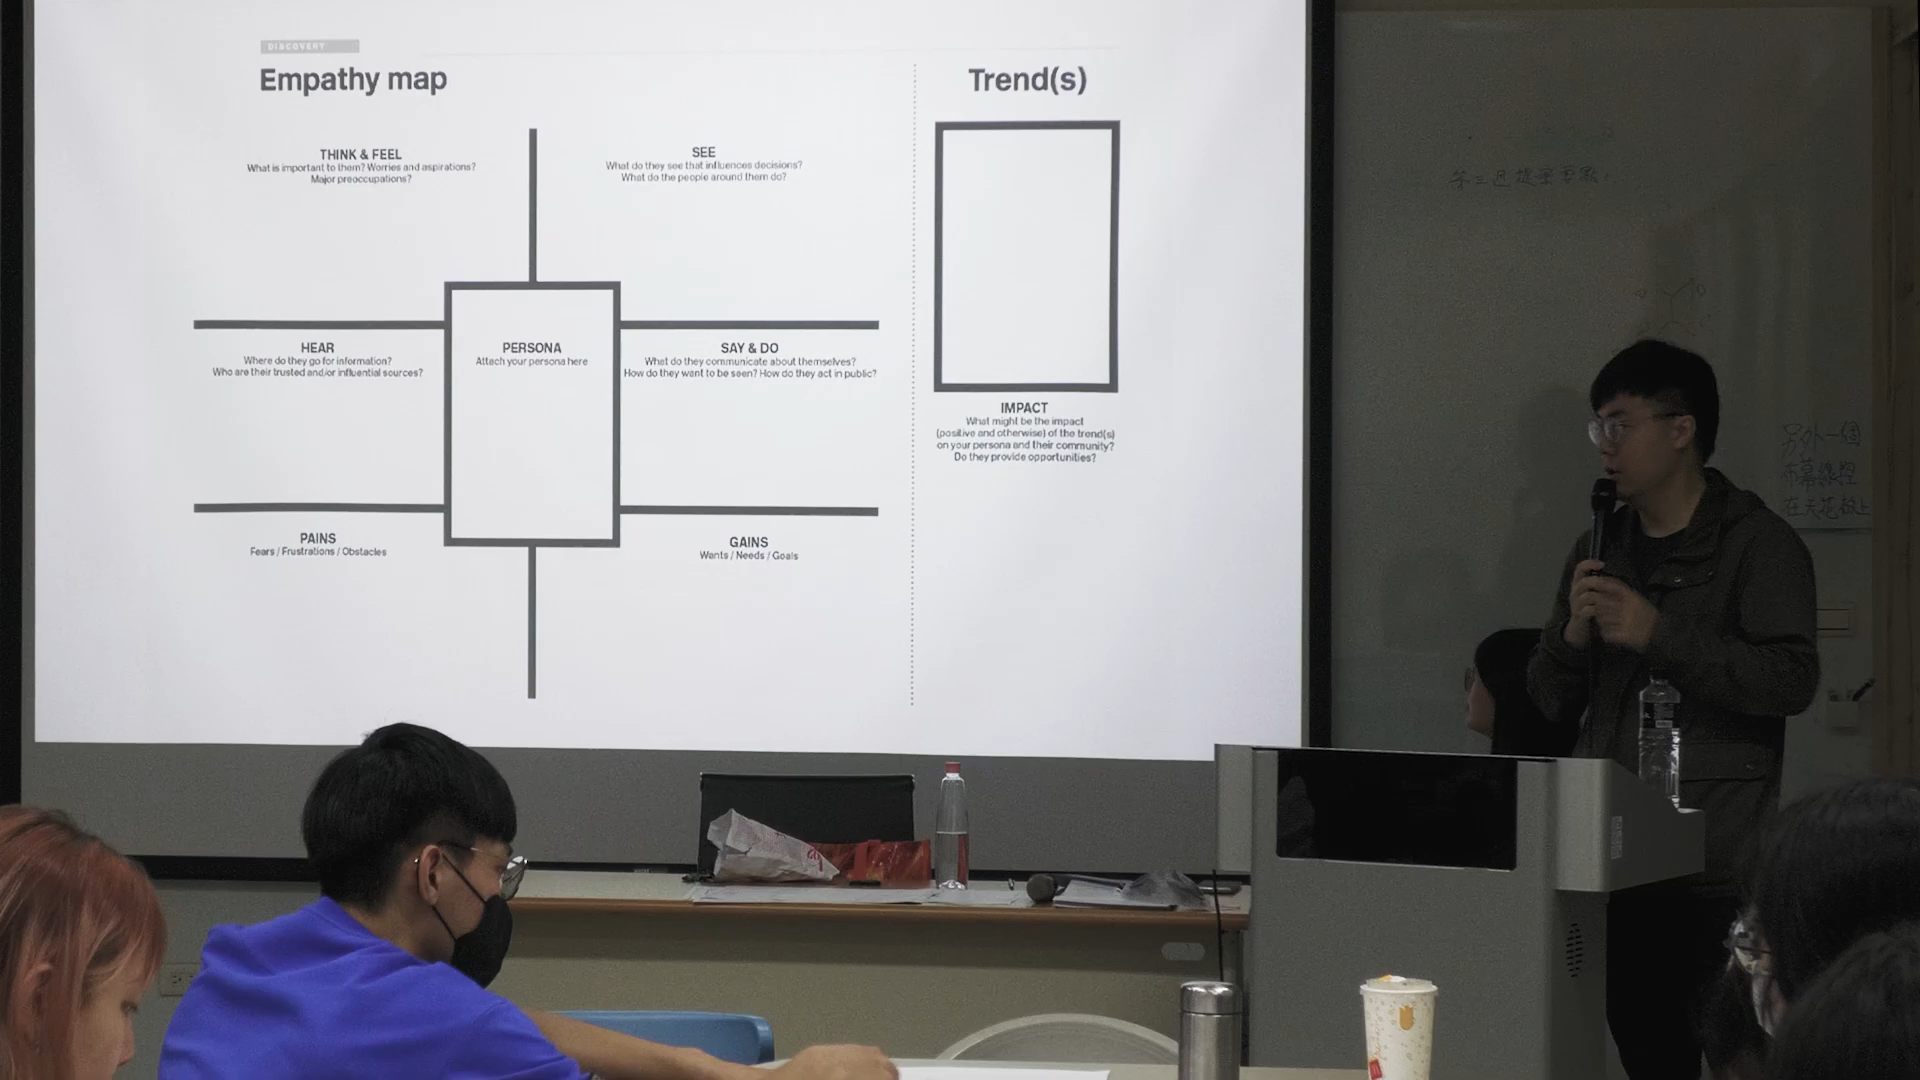 DISCOVERY
Empathy map
Trend(s)
THINK & FEEL
What is important to them? Worries and aspirations?
Major preoccupations?
SEE
What do they see that influences decisions?
What do the people around them do?
HEAR
Where do they go for information?
Who are their trusted and/or influential sources?
PERSONA
Attach your persona here
SAY & DO
What do they communicate about themselves?
How do they want to be seen? How do they act in public?
PAINS
Fears / Frustrations / Obstacles
GAINS
Wants / Needs / Goals
IMPACT
What might be the impact
(positive and otherwise) of the trend(s)
on your persona and their community?
Do they provide opportunities?
另外一個
在天花板上